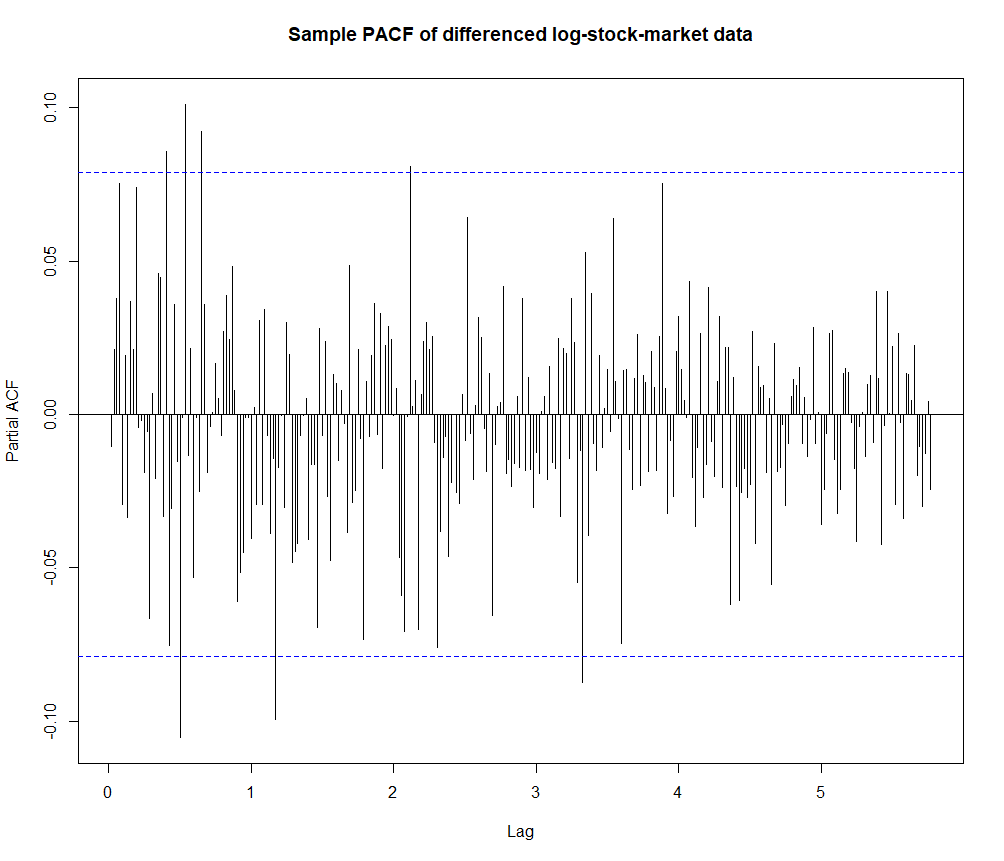 Sample PACF of differenced log-stock-market data
Partial ACF
0.10
0.05
0.00
-0.05
-0.10
0 1 2 3 4 5
Lag